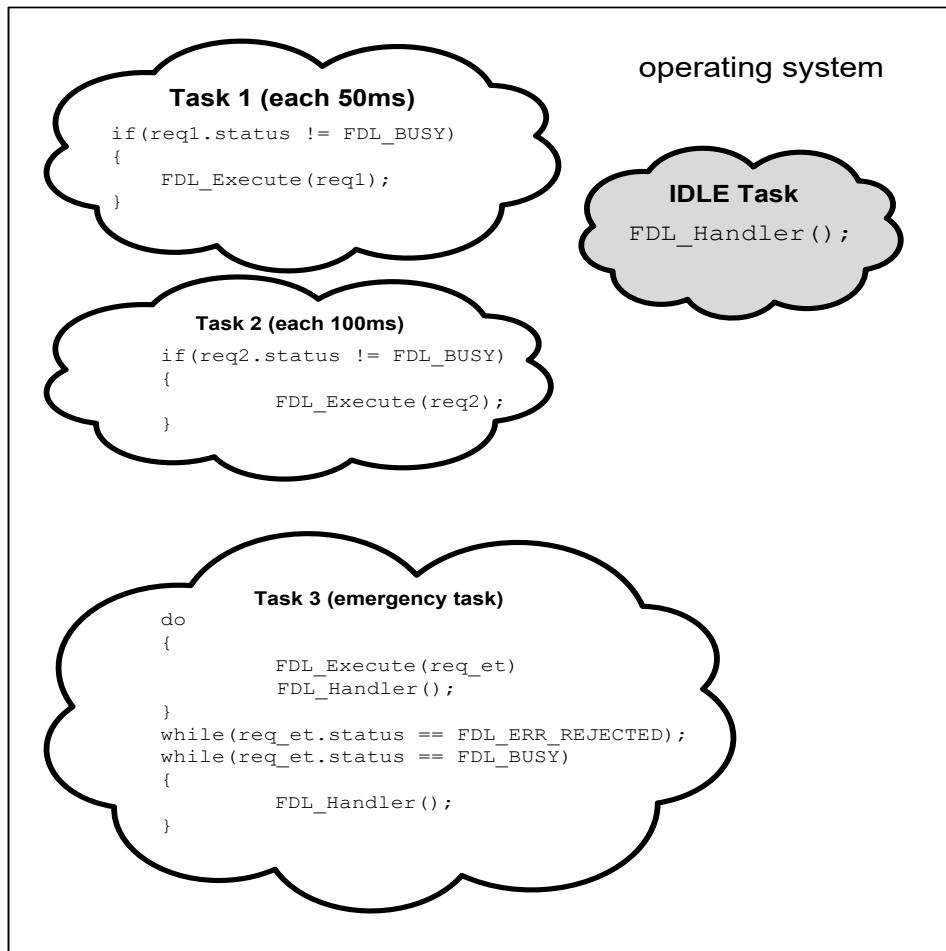 operating system
Task 1 (each 50ms)
if(req1.status != FDL_BUSY)
{
FDL_Execute(req1);
}
IDLE Task
FDL_Handler();
Task 2 (each 100ms)
if(req2.status != FDL_BUSY)
{
FDL_Execute(req2);
}
Task 3 (emergency task)
do
{
FDL_Execute(req_et)
FDL_Handler();
}
while(req_et.status == FDL_ERR_REJECTED);
while(req_et.status == FDL_BUSY)
{
FDL_Handler();
}